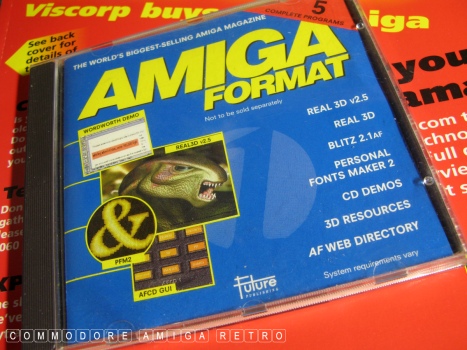 Viscorp buys
iga
5
COMPLETE PROGRAMS
See back
cover for
details of
THE WORLD'S BIGGEST-SELLING AMIGA MAGAZINE
AMIGA
FORMAT
Not to be sold separately
WORDWORTH DEMO
REAL3D v2.5
&
PFM2
AFCD GUI
REAL 3D v2.5
REAL 3D
BLITZ 2.1AF
PERSONAL
FONTS MAKER 2
CD DEMOS
3D RESOURCES
AF WEB DIRECTORY
System requirements vary
future
PUBLISHING
you
ma
COMMODORE AMIGA RETRO